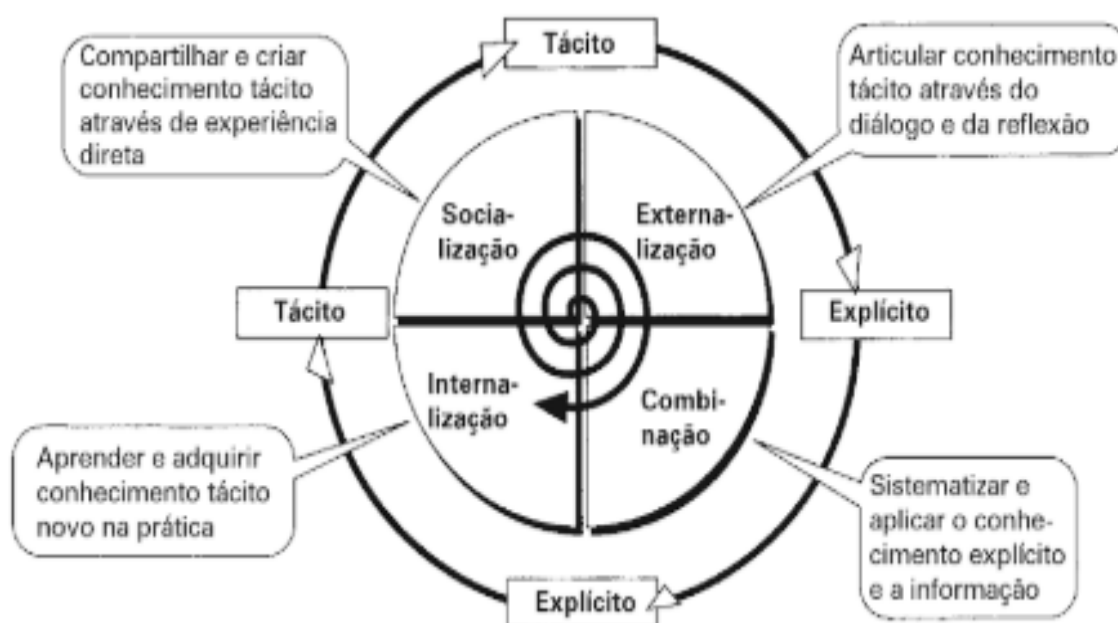 Tácito
Compartilhar e criar
conhecimento tácito
através de experiência
direta
Articular conhecimento
tácito através do
diálogo e da reflexão
Socia-
lização
Externa-
lização
Tácito
Explícito
Interna-
lização
Combi-
nação
Aprender e adquirir
conhecimento tácito
novo na prática
Sistematizar e
aplicar o conhe-
cimento explícito
e a informação
Explícito